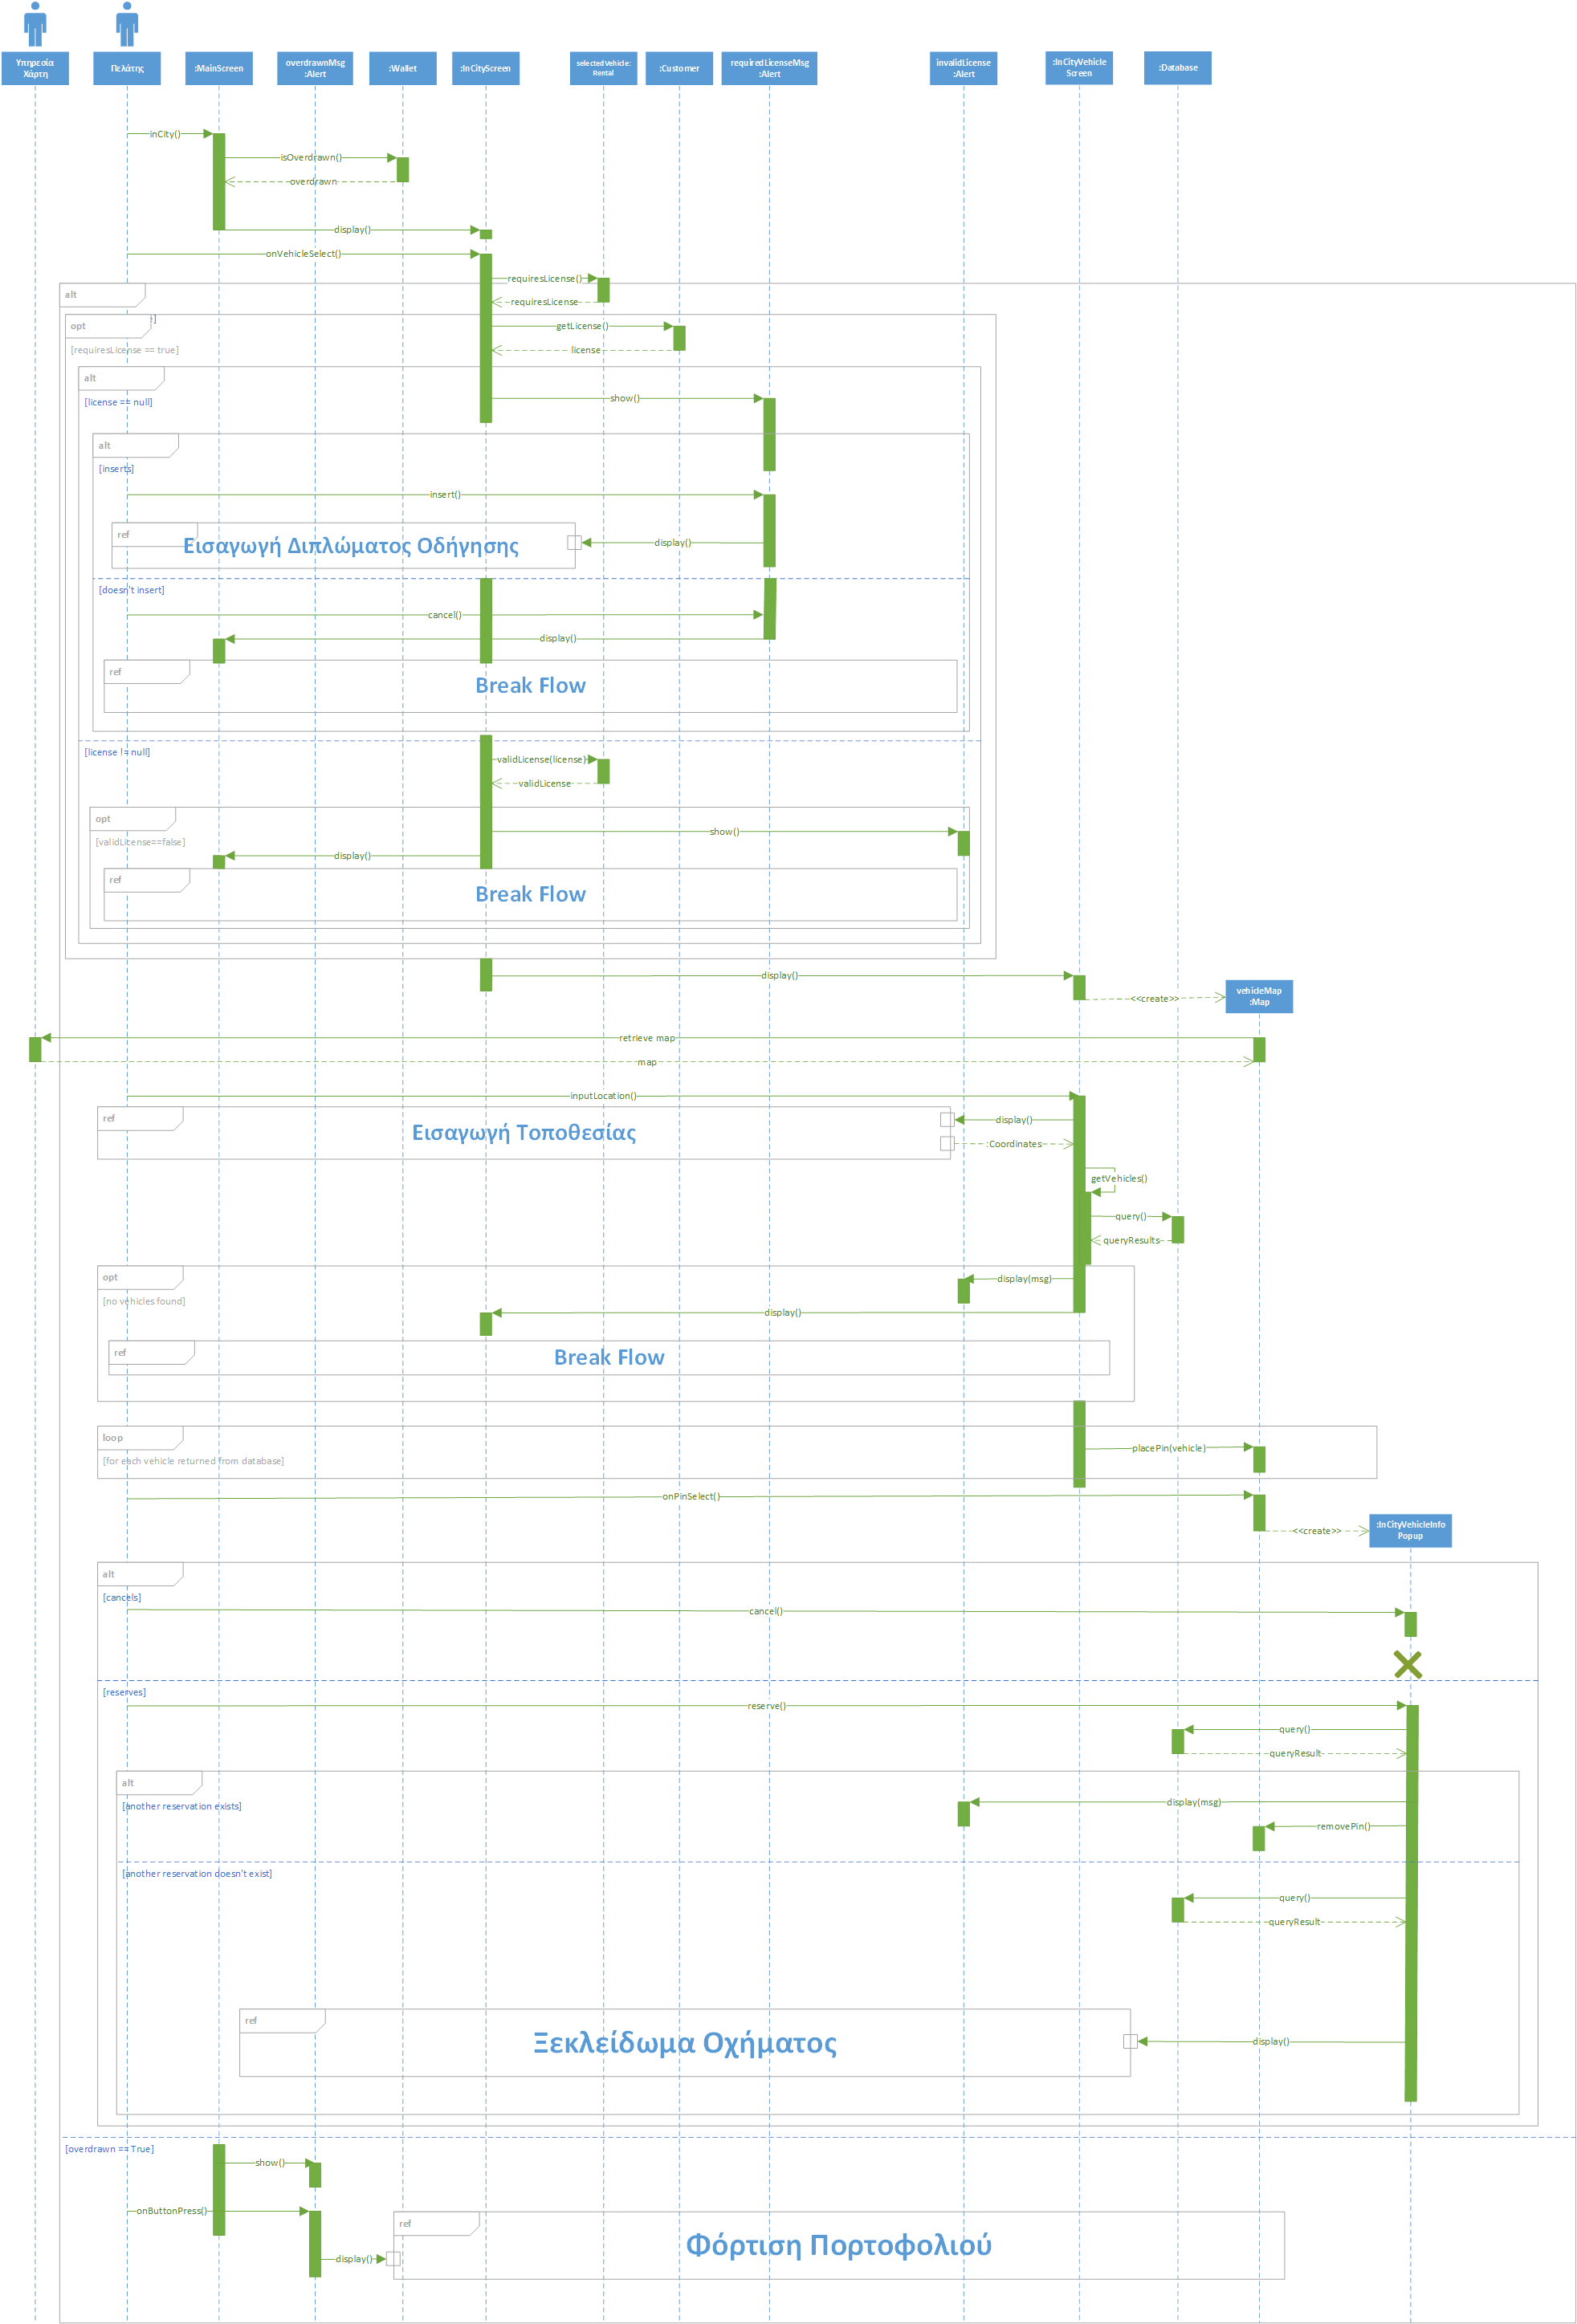 Υπηρεσία
Χάρτη
Πελάτης
:MainScreen
overdrawnMsg
:Alert
:Wallet
:InCityScreen
selectedVehicle:
Rental
:Customer
requiredLicenseMsg
:Alert
invalidLicense
:Alert
:InCityVehicle
Screen
:Database
inCity()
isOverdrawn()
overdrawn
display()
onVehicleSelect()
requiresLicense()
alt
requiresLicense
opt
getLicense()
[requiresLicense == true]
license
alt
[license == null]
show()
alt
[inserts]
insert()
ref
Εισαγωγή Διπλώματος Οδήγησης
display()
[doesn't insert]
cancel()
display()
ref
Break Flow
[license != null]
validLicense(license)
validLicense
opt
show()
[validLicense==false]
display()
ref
Break Flow
display()
vehicleMap
:Map
<<create>>
retrieve map
map
inputLocation()
ref
display()
Εισαγωγή Τοποθεσίας
:Coordinates
getVehicles()
query()
queryResults
opt
display(msg)
[no vehicles found]
display()
ref
Break Flow
loop
placePin(vehicle)
[for each vehicle returned from database]
onPinSelect()
:InCityVehicleInfo
Popup
<<create>>
alt
[cancels]
cancel()
[reserves]
reserve()
query()
queryResult
alt
[another reservation exists]
display(msg)
removePin()
[another reservation doesn't exist]
query()
queryResult
ref
Ξεκλείδωμα Οχήματος
display()
[overdrawn == True]
show()
onButtonPress()
ref
Φόρτιση Πορτοφολιού
display()